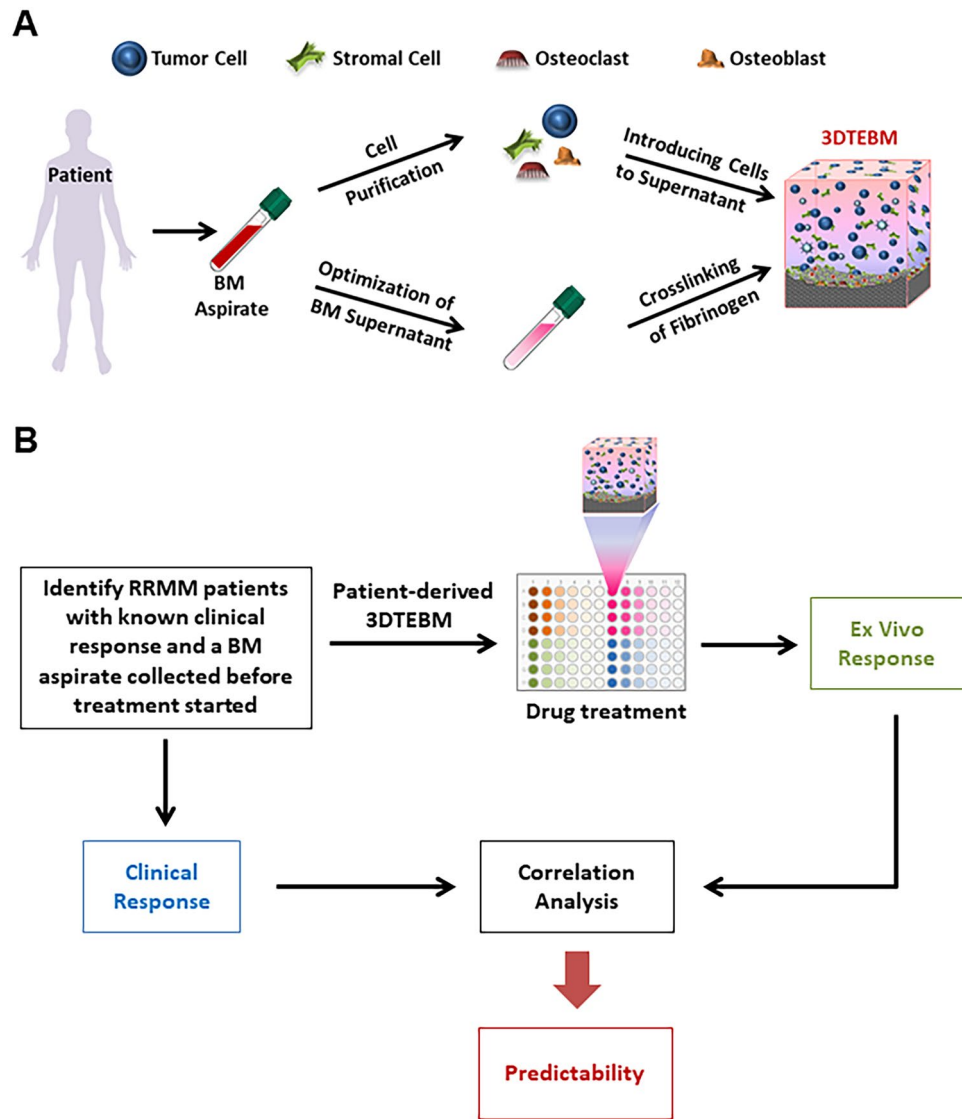 A
Tumor Cell
Stromal Cell
Osteoclast
Osteoblast
Patient
BM
Aspirate
Cell
Purification
Optimization of
BM Supernatant
Introducing Cells
to Supernatant
Crosslinking
of Fibrinogen
3DTEBM
B
Identify RRMM patients
with known clinical
response and a BM
aspirate collected before
treatment started
Patient-derived
3DTEBM
Drug treatment
Ex Vivo
Response
Clinical
Response
Correlation
Analysis
Predictability